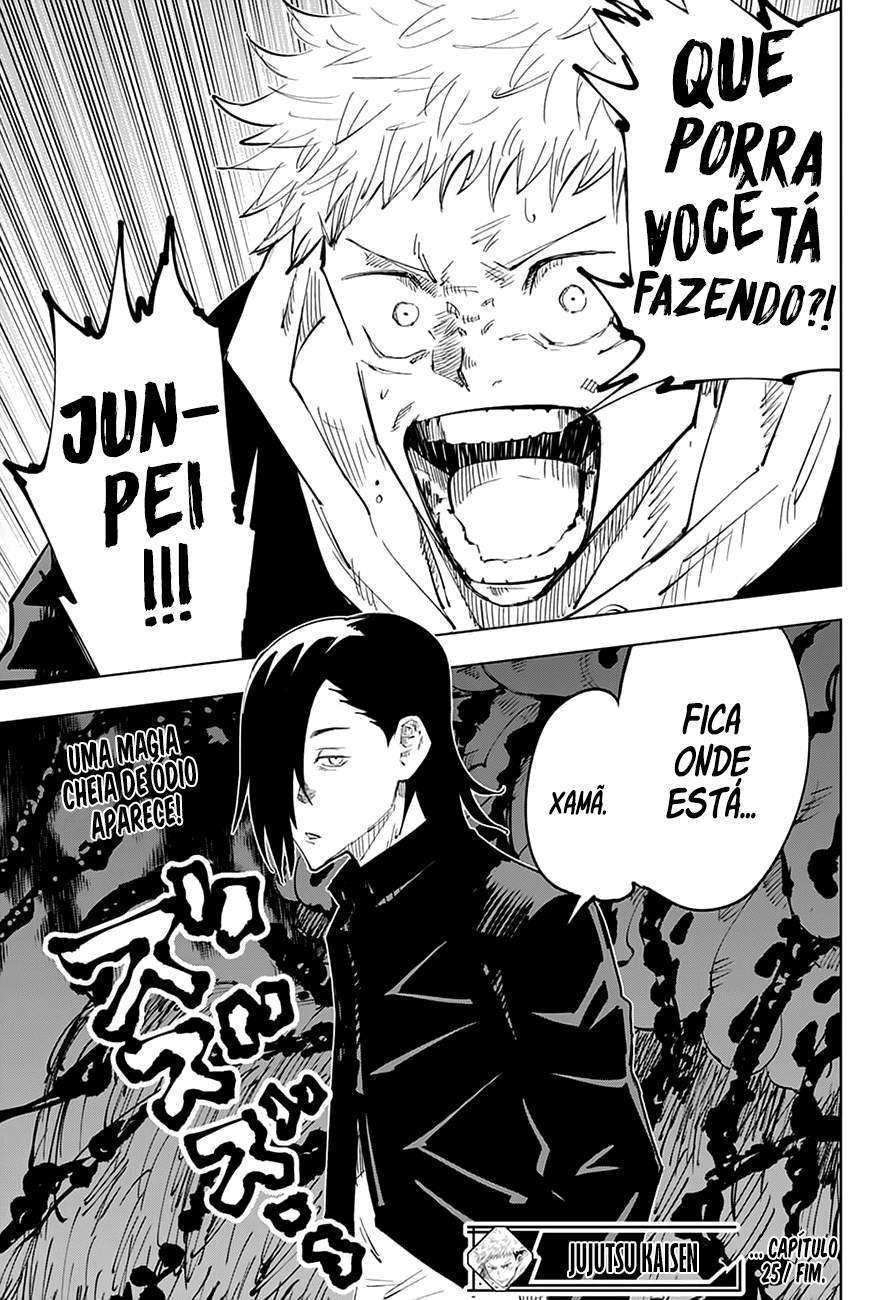 QUE
PORRA
VOCÊ TÁ
FAZENDO?!
JUN-
PEI
!!!
FICA
ONDE
ESTÁ...
XAMÃ.
UMA MAGIA
CHEIA DE ÓDIO
APARECE!
JUJUTSU KAISEN
... CAPÍTULO
25 / FIM.